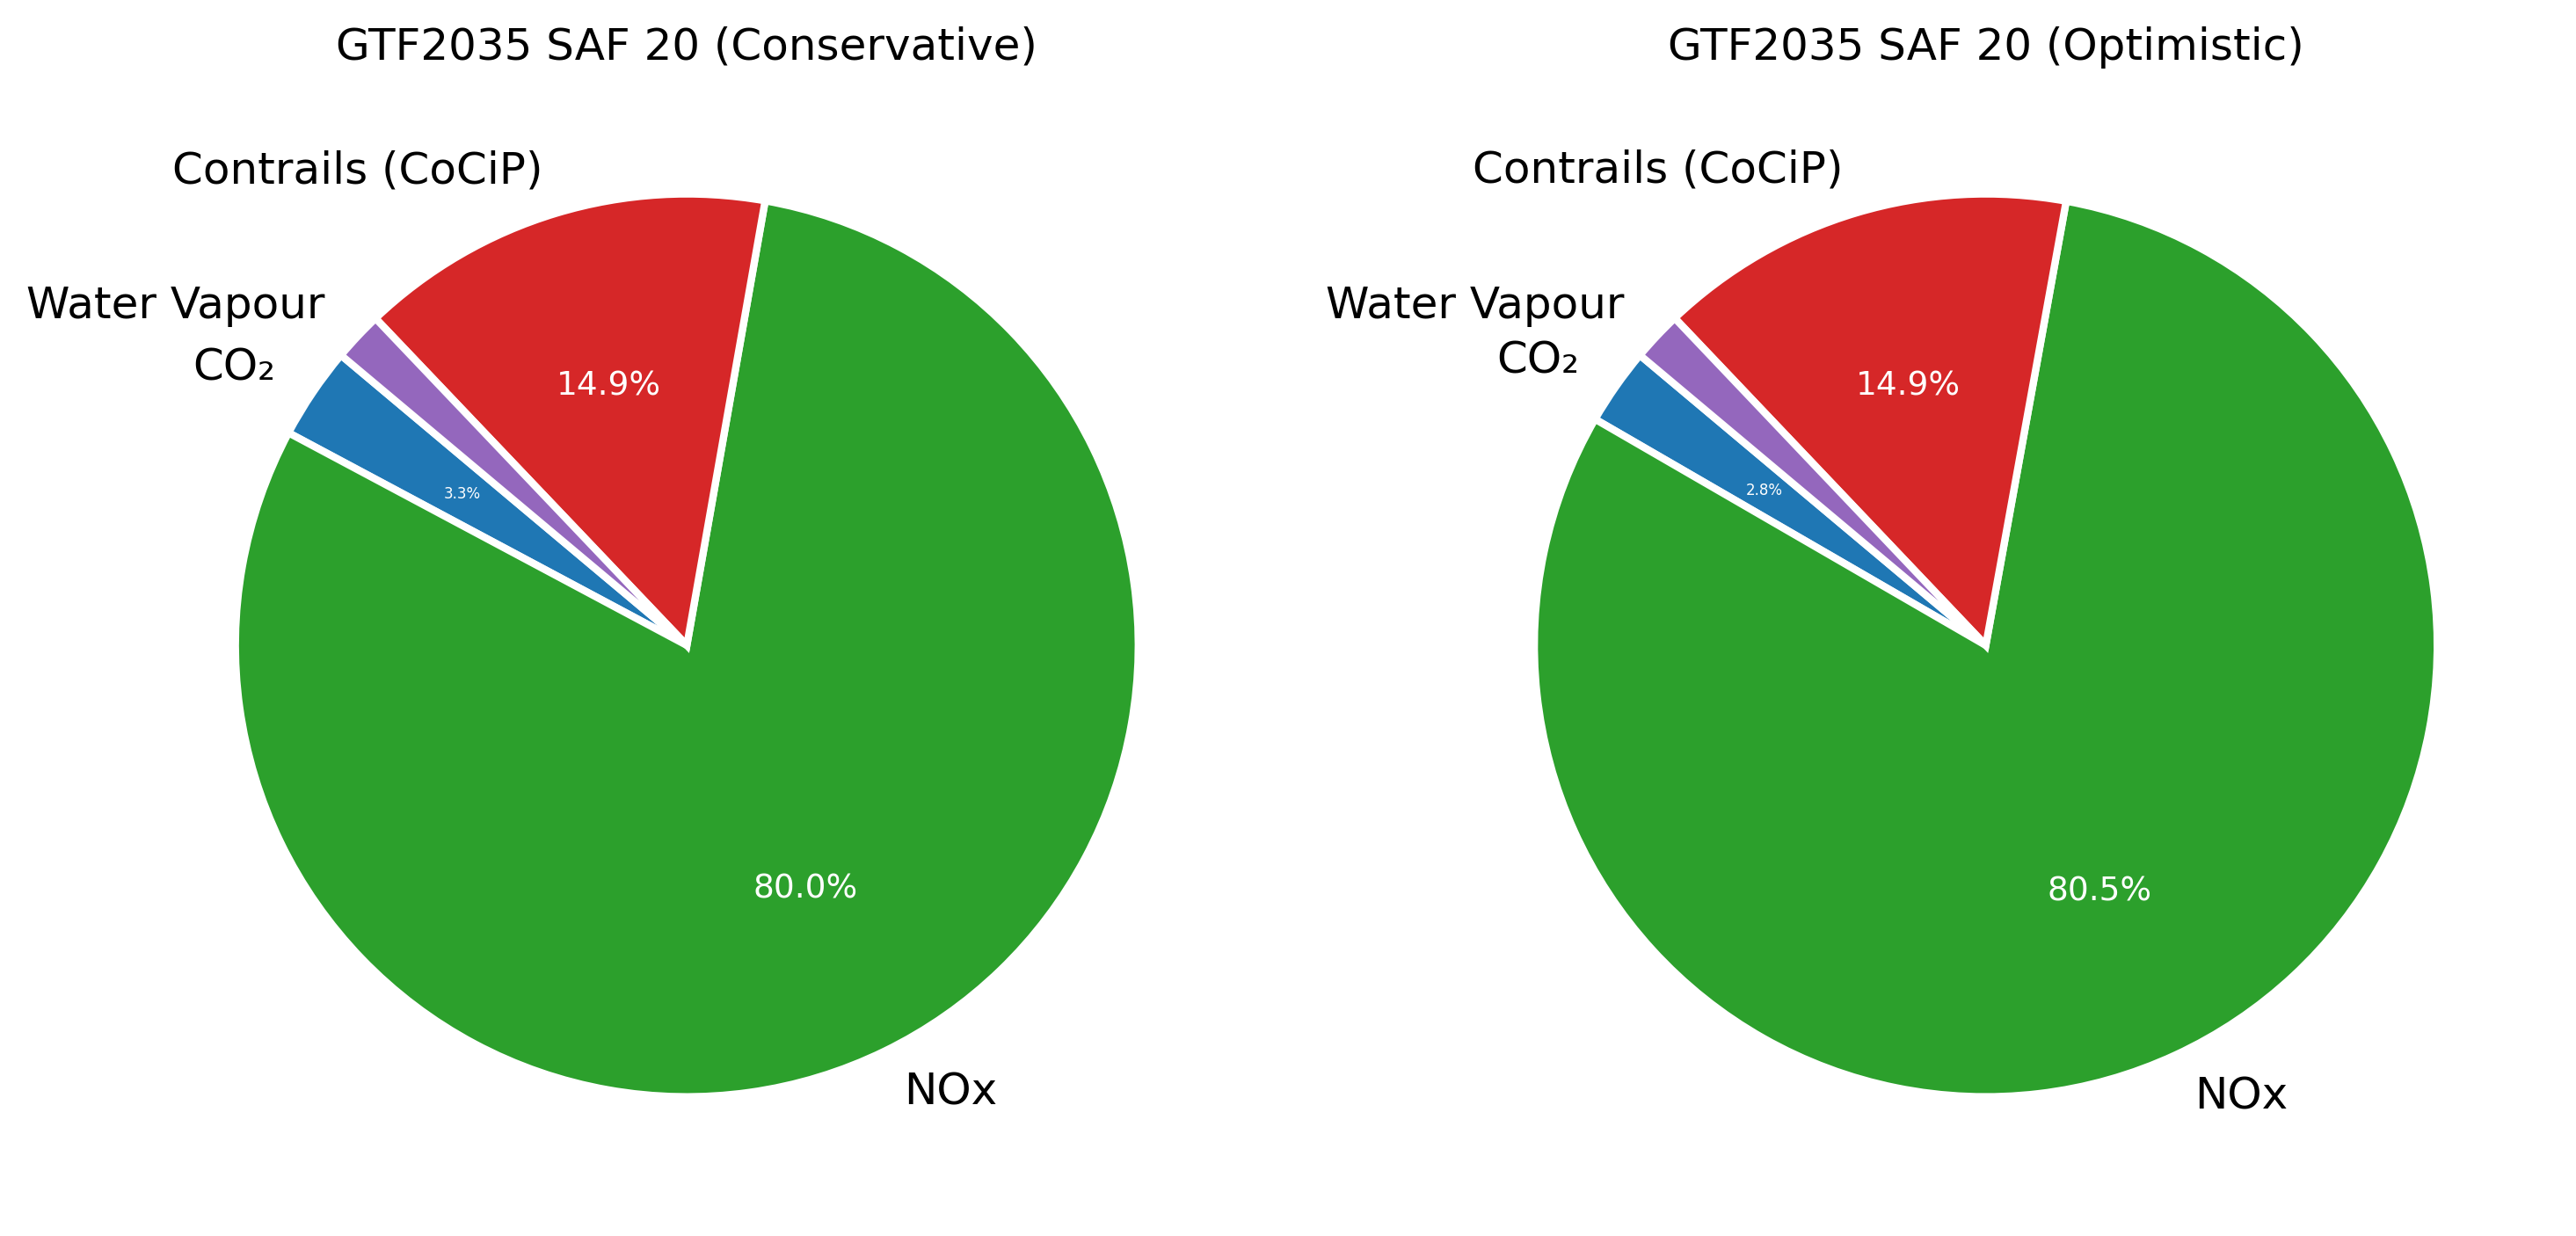 GTF2035 SAF 20 (Conservative)
Contrails (CoCiP)
Water Vapour
CO₂
14.9%
3.3%
80.0%
NOx
GTF2035 SAF 20 (Optimistic)
Contrails (CoCiP)
Water Vapour
CO₂
14.9%
2.8%
80.5%
NOx